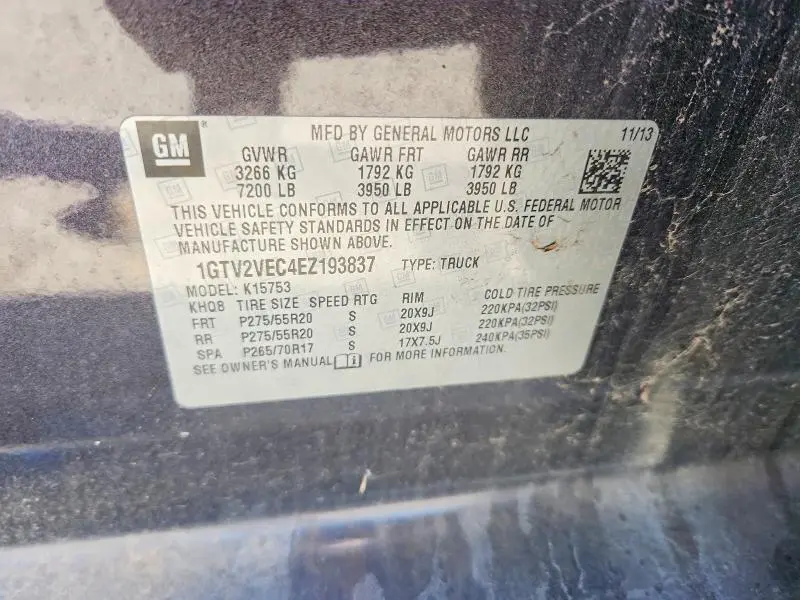 GM ® MFD BY GENERAL MOTORS LLC 11/13
GVWR GAWR FRT GAWR RR
3266 KG 1792 KG 1792 KG
7200 LB 3950 LB 3950 LB
THIS VEHICLE CONFORMS TO ALL APPLICABLE U.S. FEDERAL MOTOR
VEHICLE SAFETY STANDARDS IN EFFECT ON THE DATE OF
MANUFACTURE SHOWN ABOVE.
1GTV2VEC4EZ193837 TYPE: TRUCK
MODEL: K15753
KHQ8 TIRE SIZE SPEED RTG RIM COLD TIRE PRESSURE
FRT P275/55R20 S 20X9J 220KPA(32PSI)
RR P275/55R20 S 20X9J 220KPA(32PSI)
SPA P265/70R17 S 17X7.5J 240KPA(35PSI)
SEE OWNER'S MANUAL FOR MORE INFORMATION.